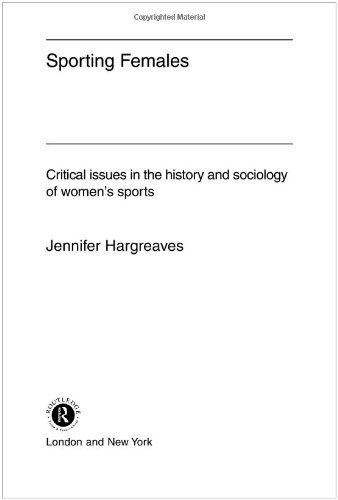 Copyrighted Material
Sporting Females
Critical issues in the history and sociology
of women's sports
Jennifer Hargreaves
ROUTLEDGE
R
London and New York